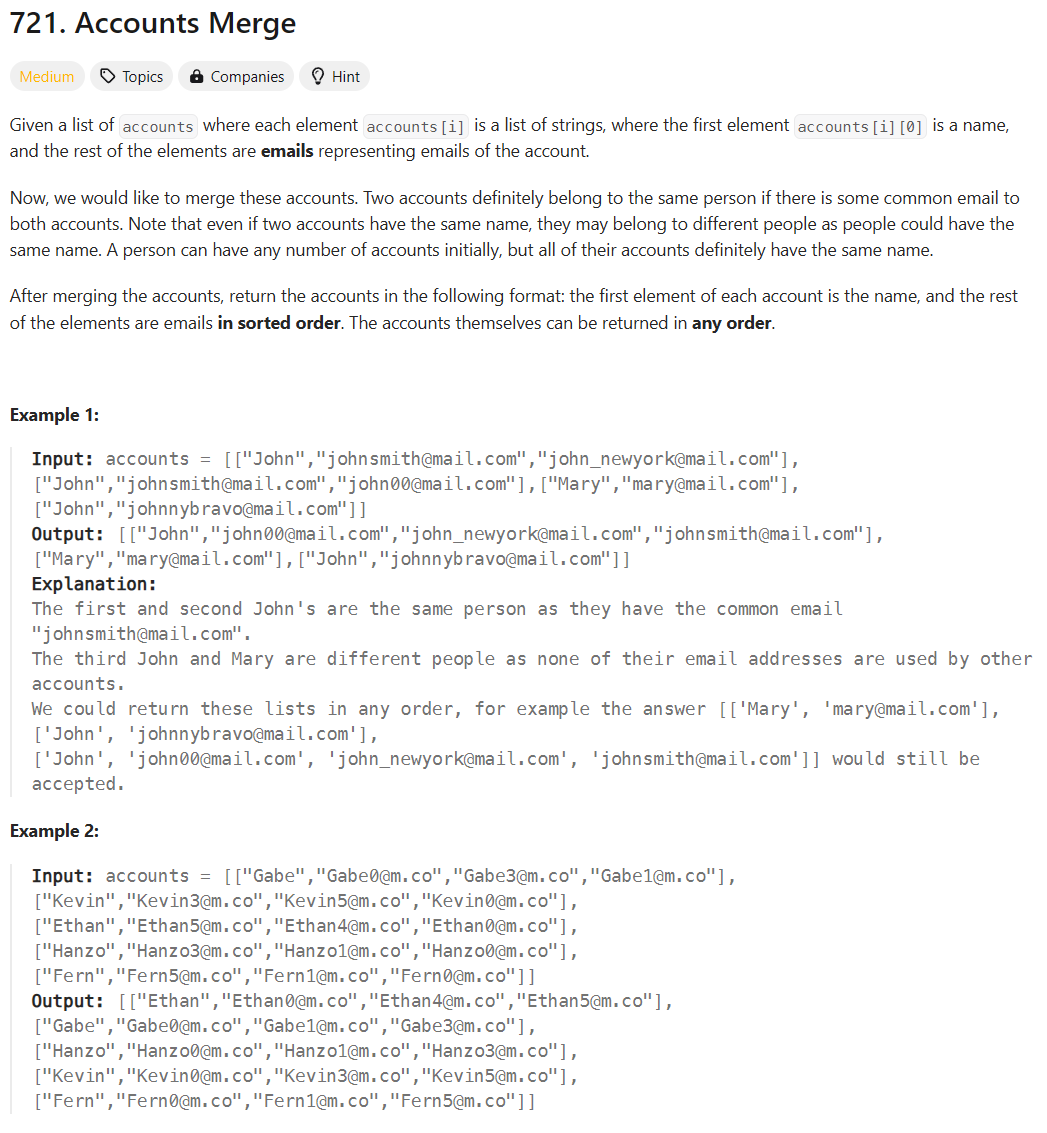 721. Accounts Merge
Medium Topics Companies Hint
Given a list of accounts where each element accounts[i] is a list of strings, where the first element accounts[i][0] is a name,
and the rest of the elements are emails representing emails of the account.
Now, we would like to merge these accounts. Two accounts definitely belong to the same person if there is some common email to
both accounts. Note that even if two accounts have the same name, they may belong to different people as people could have the
same name. A person can have any number of accounts initially, but all of their accounts definitely have the same name.
After merging the accounts, return the accounts in the following format: the first element of each account is the name, and the rest
of the elements are emails in sorted order. The accounts themselves can be returned in any order.
Example 1:
Input: accounts = [["John","johnsmith@mail.com","john_newyork@mail.com"],
["John","johnsmith@mail.com","john00@mail.com"],["Mary","mary@mail.com"],
["John","johnnybravo@mail.com"]]
Output: [["John","john00@mail.com","john_newyork@mail.com","johnsmith@mail.com"],
["Mary","mary@mail.com"],["John","johnnybravo@mail.com"]]
Explanation:
The first and second John's are the same person as they have the common email
"johnsmith@mail.com".
The third John and Mary are different people as none of their email addresses are used by other
accounts.
We could return these lists in any order, for example the answer [['Mary', 'mary@mail.com'],
['John', 'johnnybravo@mail.com'],
['John', 'john00@mail.com', 'john_newyork@mail.com', 'johnsmith@mail.com']] would still be
accepted.
Example 2:
Input: accounts = [["Gabe","Gabe0@m.co","Gabe3@m.co","Gabe1@m.co"],
["Kevin","Kevin3@m.co","Kevin5@m.co","Kevin0@m.co"],
["Ethan","Ethan5@m.co","Ethan4@m.co","Ethan0@m.co"],
["Hanzo","Hanzo3@m.co","Hanzo1@m.co","Hanzo0@m.co"],
["Fern","Fern5@m.co","Fern1@m.co","Fern0@m.co"]]
Output: [["Ethan","Ethan0@m.co","Ethan4@m.co","Ethan5@m.co"],
["Gabe","Gabe0@m.co","Gabe1@m.co","Gabe3@m.co"],
["Hanzo","Hanzo0@m.co","Hanzo1@m.co","Hanzo3@m.co"],
["Kevin","Kevin0@m.co","Kevin3@m.co","Kevin5@m.co"],
["Fern","Fern0@m.co","Fern1@m.co","Fern5@m.co"]]